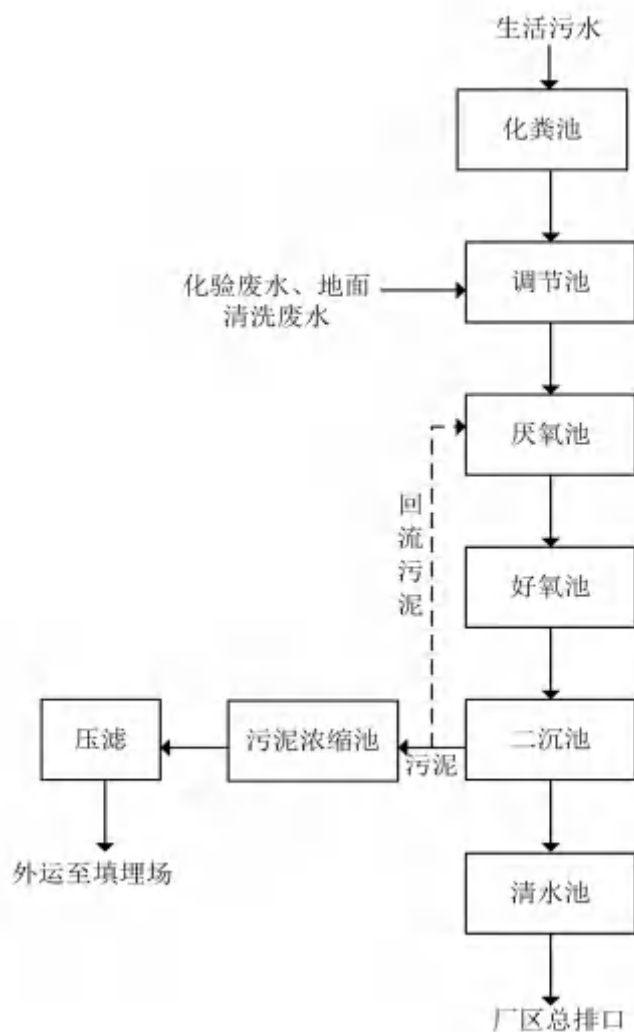 生活污水
化粪池
化验废水、地面
清洗废水
调节池
厌氧池
回流污泥
好氧池
压滤
污泥浓缩池
污泥
二沉池
外运至填埋场
清水池
厂区总排口